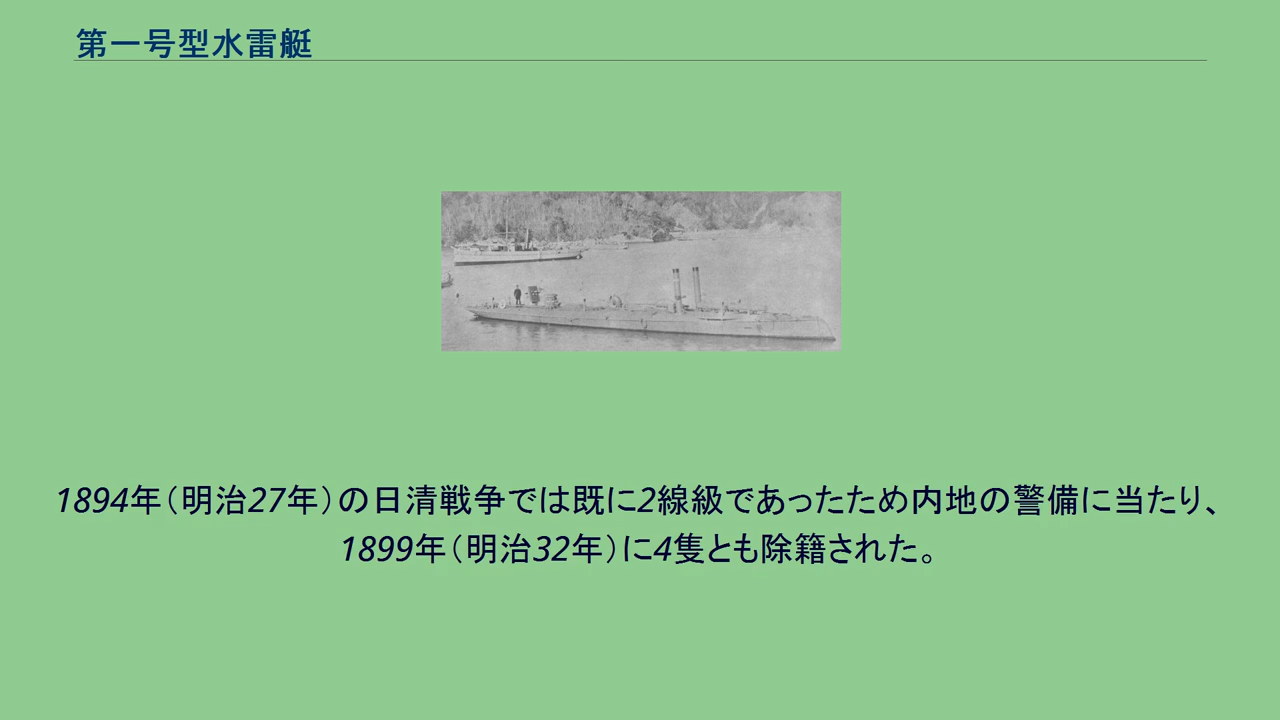 第一号型水雷艇
1894年（明治27年）の日清戦争では既に2線級であったため内地の警備に当たり、
1899年（明治32年）に4隻とも除籍された。